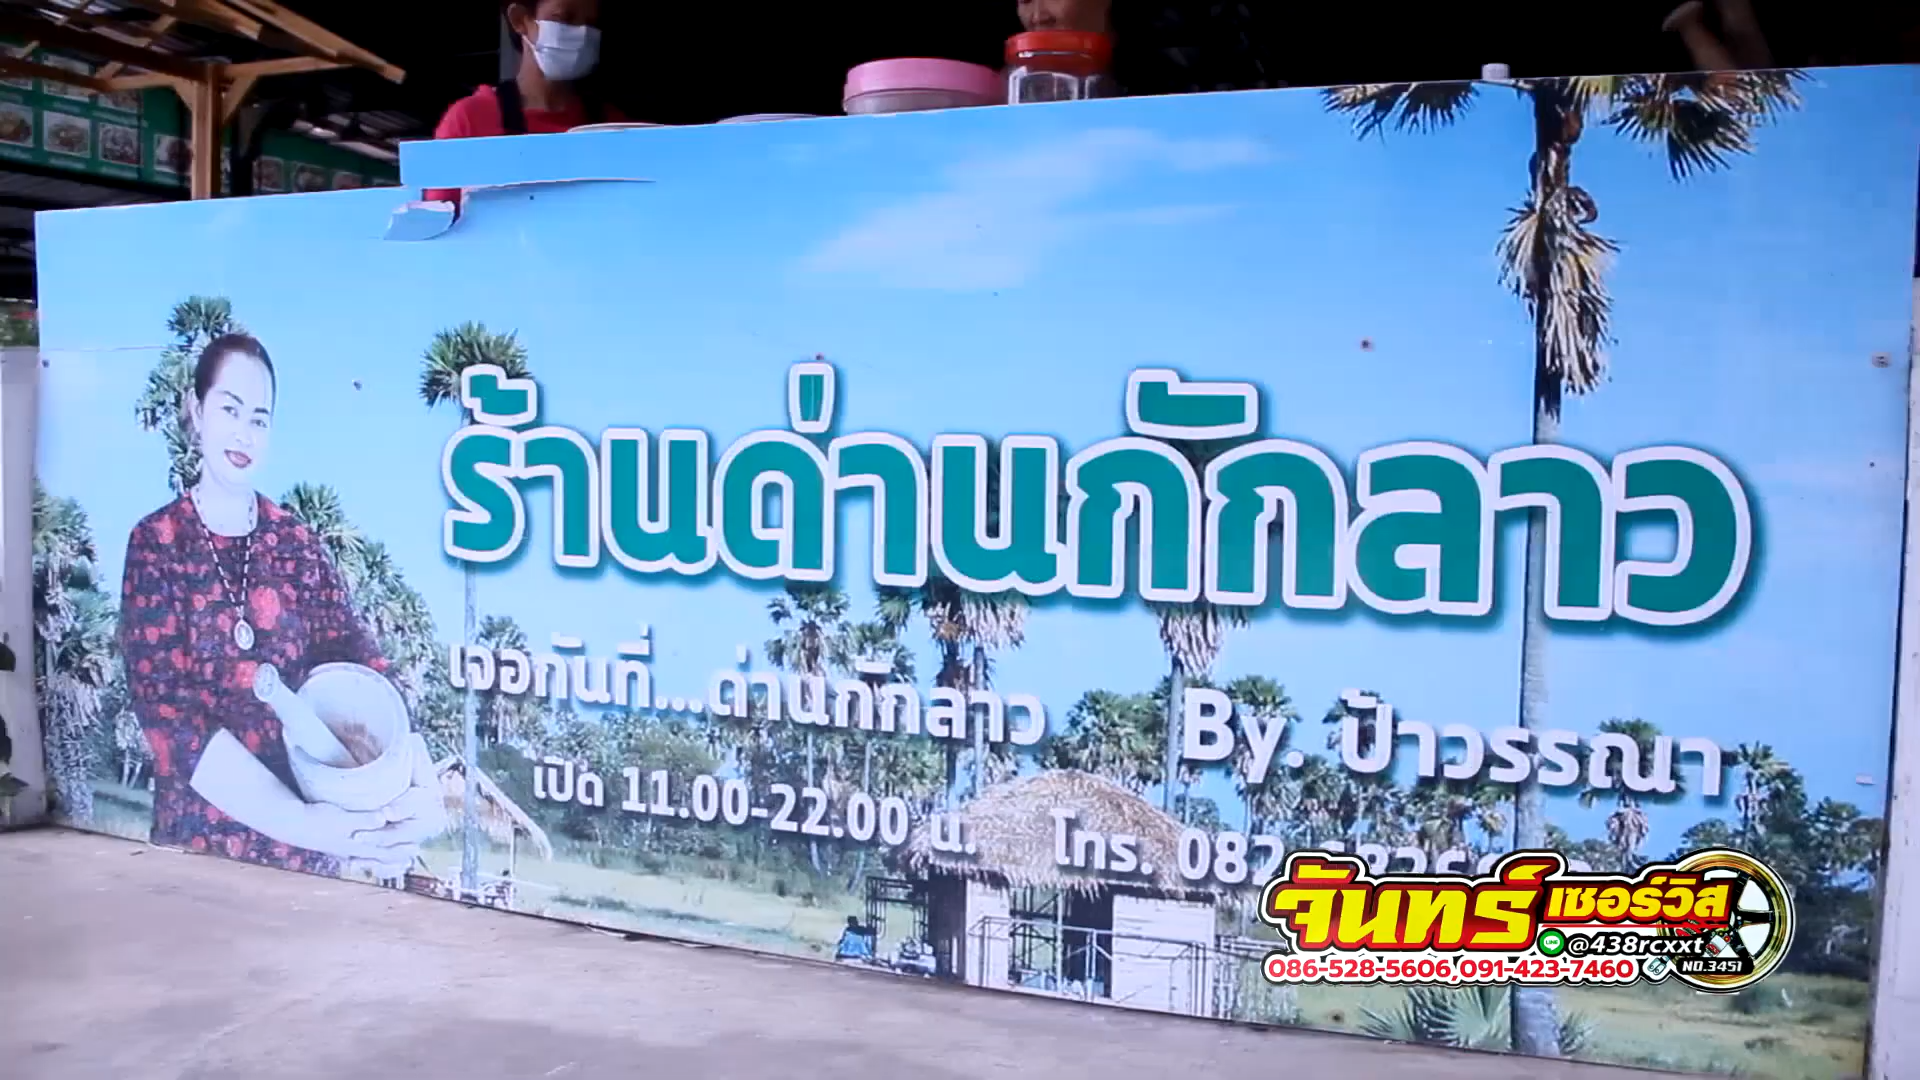 ร้านด่านกักลาว
เจอกันที่...ด่านกักลาว By. ป้าวรรณา
เปิด 11.00-22.00 น. โทร. 082
จันทร์ เซอร์วิส
LINE @438rcxxt
086-528-5606,091-423-7460 NO.3451